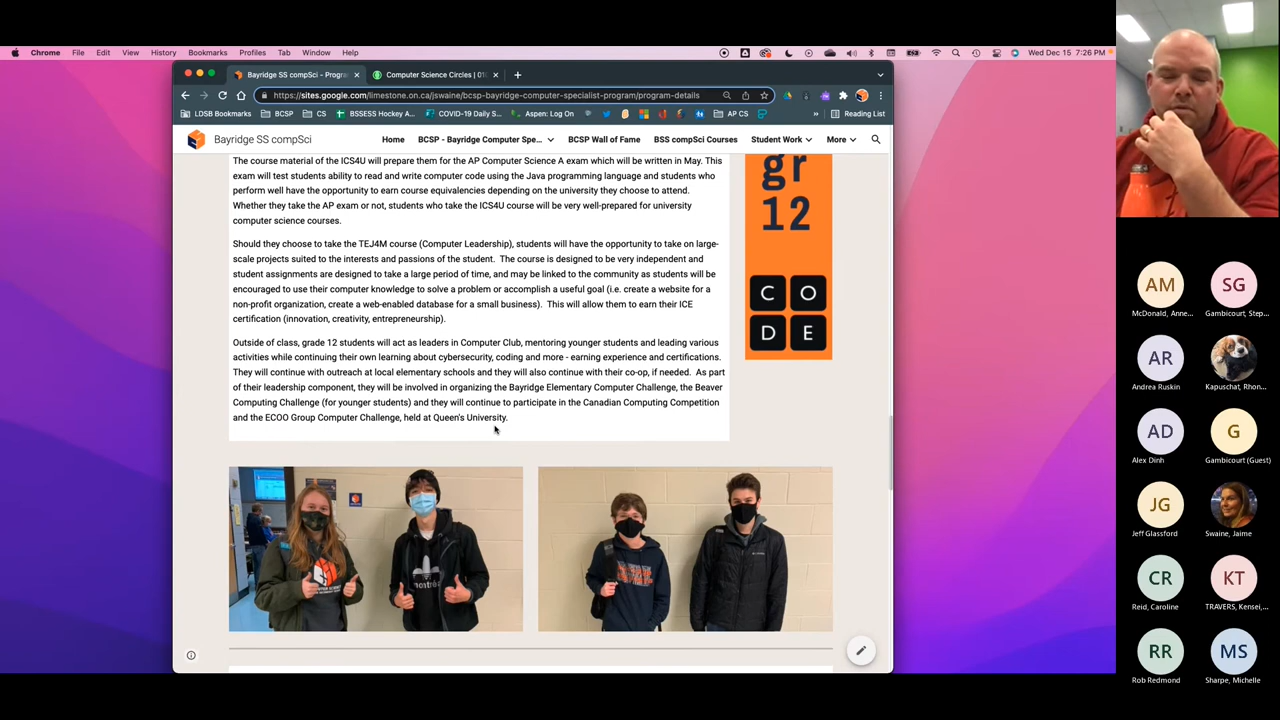 Chrome File Edit View History Bookmarks Profiles Tab Window Help Wed Dec 15 7:26 PM
Bayridge SS compSci - Progra Computer Science Circles | 010
https://sites.google.com/limestone.on.ca/jswaine/bcsp-bayridge-computer-specialist-program/program-details
LDSB Bookmarks BCSP CS BSSESS Hockey A... COVID-19 Daily S... Aspen: Log On AP CS » Reading List
Bayridge SS compSci Home BCSP - Bayridge Computer Spe... BCSP Wall of Fame BSS compSci Courses Student Work More
The course material of the ICS4U will prepare them for the AP Computer Science A exam which will be written in May. This
exam will test students ability to read and write computer code using the Java programming language and students who
perform well have the opportunity to earn course equivalencies depending on the university they choose to attend.
Whether they take the AP exam or not, students who take the ICS4U course will be very well-prepared for university
computer science courses.
Should they choose to take the TEJ4M course (Computer Leadership), students will have the opportunity to take on large-
scale projects suited to the interests and passions of the student. The course is designed to be very independent and
student assignments are designed to take a large period of time, and may be linked to the community as students will be
encouraged to use their computer knowledge to solve a problem or accomplish a useful goal (i.e. create a website for a
non-profit organization, create a web-enabled database for a small business). This will allow them to earn their ICE
certification (innovation, creativity, entrepreneurship).
Outside of class, grade 12 students will act as leaders in Computer Club, mentoring younger students and leading various
activities while continuing their own learning about cybersecurity, coding and more - earning experience and certifications.
They will continue with outreach at local elementary schools and they will also continue with their co-op, if needed. As part
of their leadership component, they will be involved in organizing the Bayridge Elementary Computer Challenge, the Beaver
Computing Challenge (for younger students) and they will continue to participate in the Canadian Computing Competition
and the ECOO Group Computer Challenge, held at Queen's University.
gr
12
C O
D E
AM SG
McDonald, Anne... Gambicourt, Step...
AR
Andrea Ruskin Kapuschat, Rhon...
AD G
Alex Dinh Gambicourt (Guest)
JG
Jeff Glassford Swaine, Jaime
CR KT
Reid, Caroline TRAVERS, Kensei,...
RR MS
Rob Redmond Sharpe, Michelle